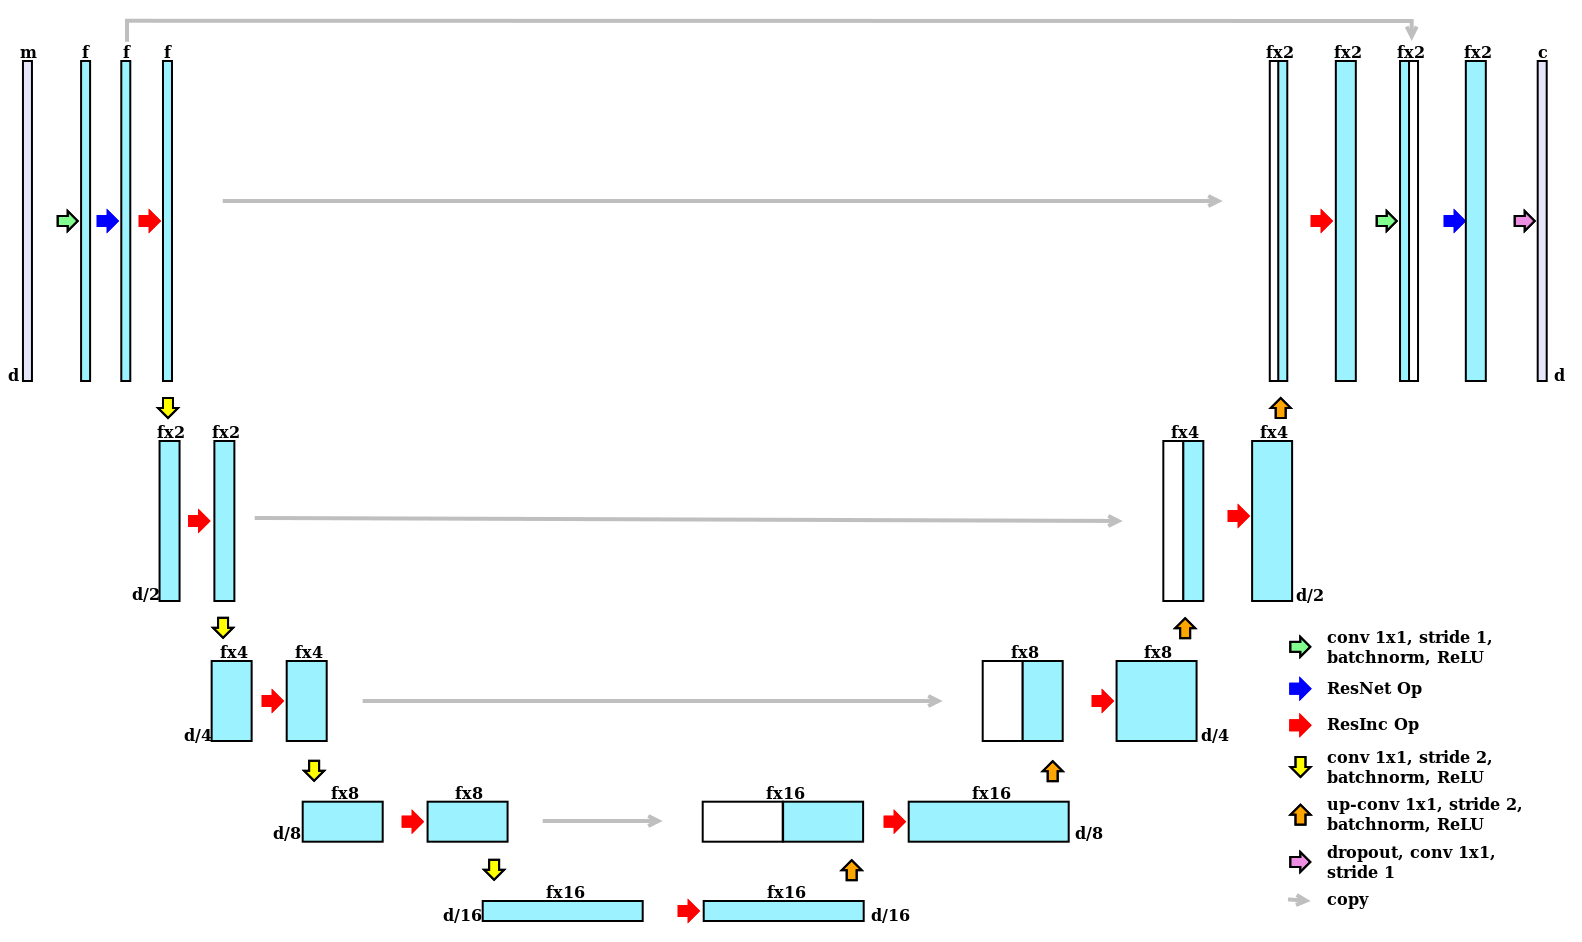 m f f f fx2 fx2 fx2 fx2 c
d d
fx2 fx2 fx4 fx4
d/2 d/2
fx4 fx4 fx8 fx8
d/4 d/4
fx8 fx8 fx16 fx16
d/8 d/8
fx16 fx16
d/16 d/16
conv 1x1, stride 1,
batchnorm, ReLU
ResNet Op
ResInc Op
conv 1x1, stride 2,
batchnorm, ReLU
up-conv 1x1, stride 2,
batchnorm, ReLU
dropout, conv 1x1,
stride 1
copy